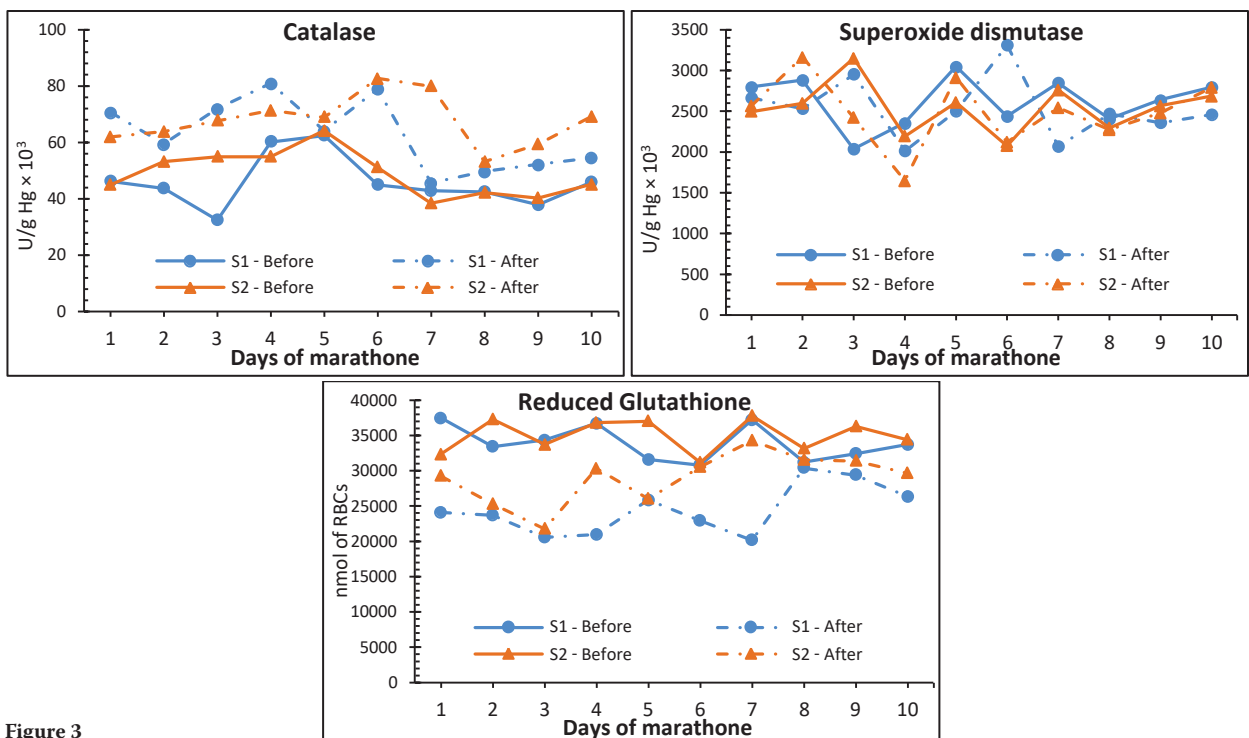 Catalase
U/g Hg × 10³
100
80
60
40
20
0
S1 - Before
S1 - After
S2 - Before
S2 - After
1 2 3 4 5 6 7 8 9 10
Days of marathone
Superoxide dismutase
U/g Hg × 10³
3500
3000
2500
2000
1500
1000
500
0
S1 - Before
S1 - After
S2 - Before
S2 - After
1 2 3 4 5 6 7 8 9 10
Days of marathone
Reduced Glutathione
nmol of RBCs
40000
35000
30000
25000
20000
15000
10000
5000
0
S1 - Before
S1 - After
S2 - Before
S2 - After
1 2 3 4 5 6 7 8 9 10
Days of marathone
Figure 3